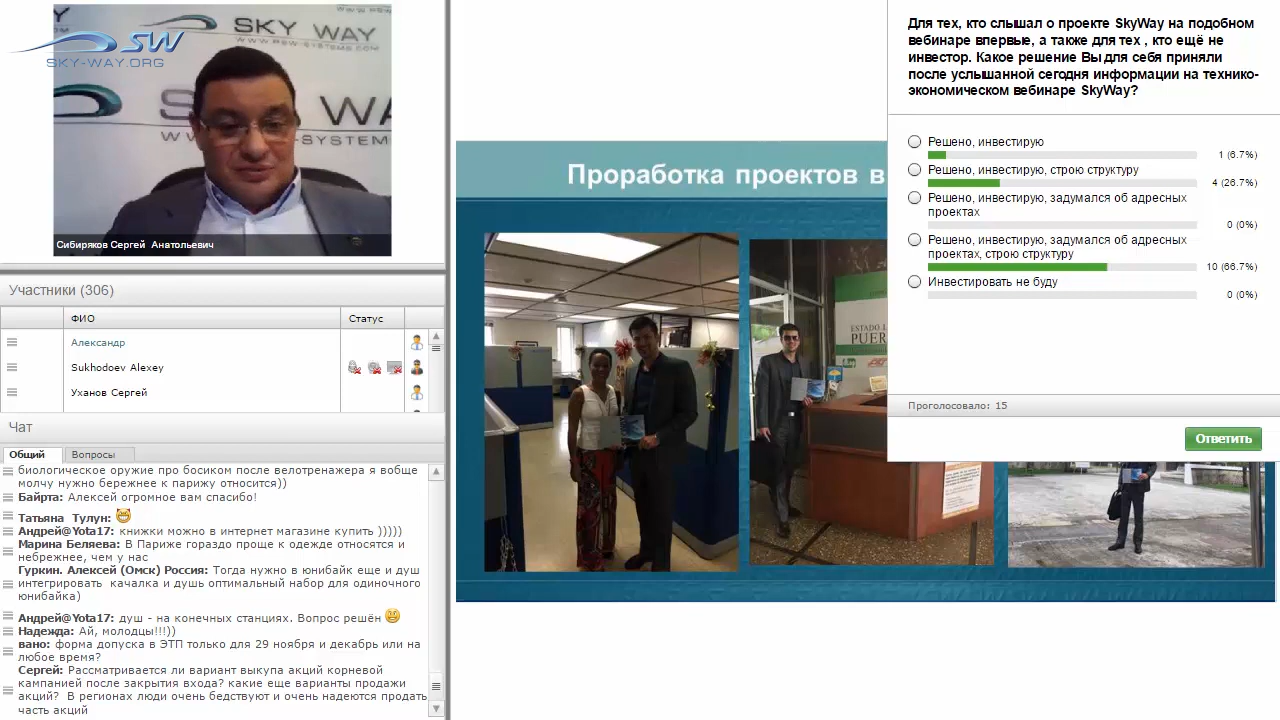 SKY WAY
WWW.RSW-SYSTEMS.COM
SW
SKY-WAY.ORG
Сибиряков Сергей Анатольевич
Участники (306)
ФИО
Статус
Александр
Sukhodoev Alexey
Уханов Сергей
Чат
Общий
Вопросы
биологическое оружие про босиком после велотренажера я вобще
молчу нужно бережнее к парижу относится))
Байрта: Алексей огромное вам спасибо!
Татьяна Тулун:
Андрей@Yota17: книжки можно в интернет магазине купить )))))
Марина Беляева: В Париже гораздо проще к одежде относятся и
небрежнее, чем у нас
Гуркин. Алексей (Омск) Россия: Тогда нужно в юнибайк еще и душ
интегрировать качалка и душь оптимальный набор для одиночного
юнибайка)
Андрей@Yota17: душ - на конечных станциях. Вопрос решён
Надежда: Ай, молодцы!!!))
вано: форма допуска в ЭТП только для 29 ноября и декабрь или на
любое время?
Сергей: Рассматривается ли вариант выкупа акций корневой
кампанией после закрытия входа? какие еще варианты продажи
акций? В регионах люди очень бедствуют и очень надеются продать
часть акций
Проработка проектов в
ESTADO L
PUER
Для тех, кто слышал о проекте SkyWay на подобном
вебинаре впервые, а также для тех , кто ещё не
инвестор. Какое решение Вы для себя приняли
после услышанной сегодня информации на технико-
экономическом вебинаре SkyWay?
Решено, инвестирую
1 (6.7%)
Решено, инвестирую, строю структуру
4 (26.7%)
Решено, инвестирую, задумался об адресных
проектах
0 (0%)
Решено, инвестирую, задумался об адресных
проектах, строю структуру
10 (66.7%)
Инвестировать не буду
0 (0%)
Проголосовало: 15
Ответить